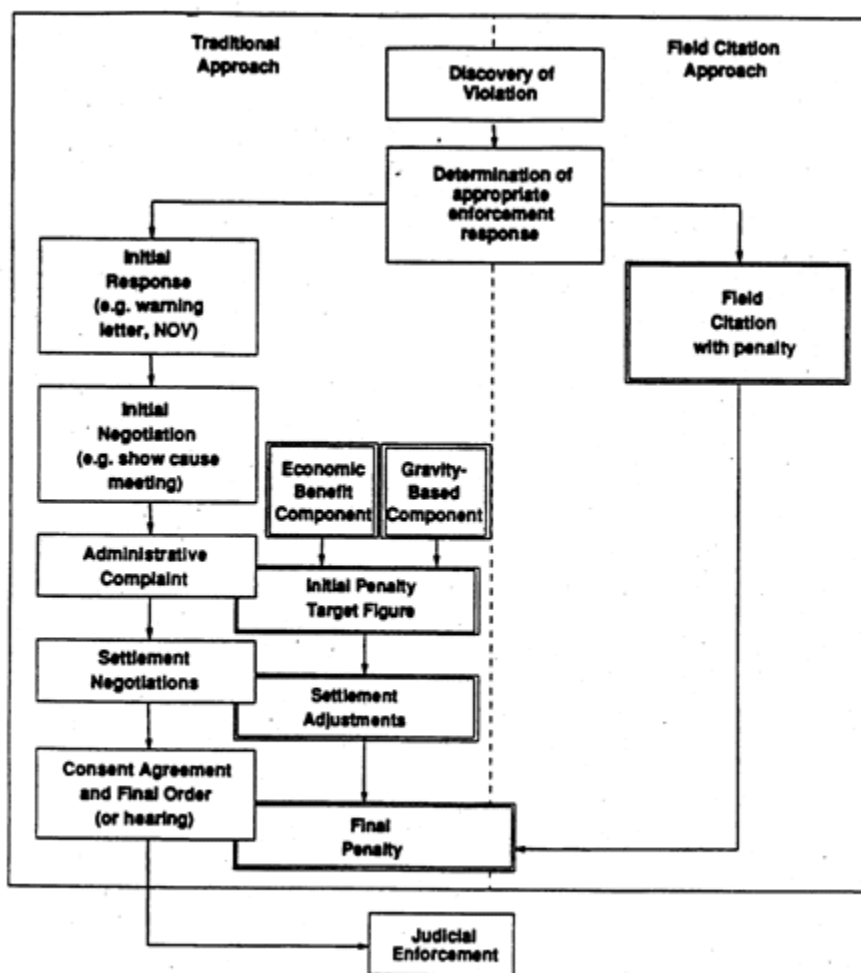 Traditional
Approach
Field Citation
Approach
Discovery of
Violation
Determination of
appropriate
enforcement
response
Initial
Response
(e.g. warning
letter, NOV)
Field
Citation
with penalty
Initial
Negotiation
(e.g. show cause
meeting)
Economic
Benefit
Component
Gravity-
Based
Component
Administrative
Complaint
Initial Penalty
Target Figure
Settlement
Negotiations
Settlement
Adjustments
Consent Agreement
and Final Order
(or hearing)
Final
Penalty
Judicial
Enforcement